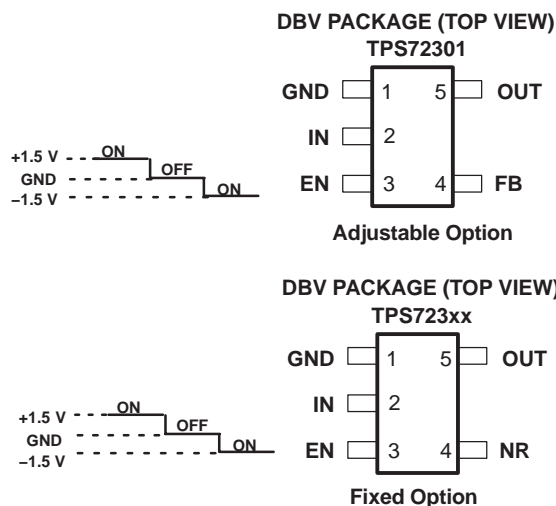 DBV PACKAGE (TOP VIEW)
TPS72301
GND 1 5 OUT
IN 2
EN 3 4 FB
+1.5 V ON
GND OFF
–1.5 V ON
Adjustable Option
DBV PACKAGE (TOP VIEW)
TPS723xx
GND 1 5 OUT
IN 2
EN 3 4 NR
+1.5 V ON
GND OFF
–1.5 V ON
Fixed Option